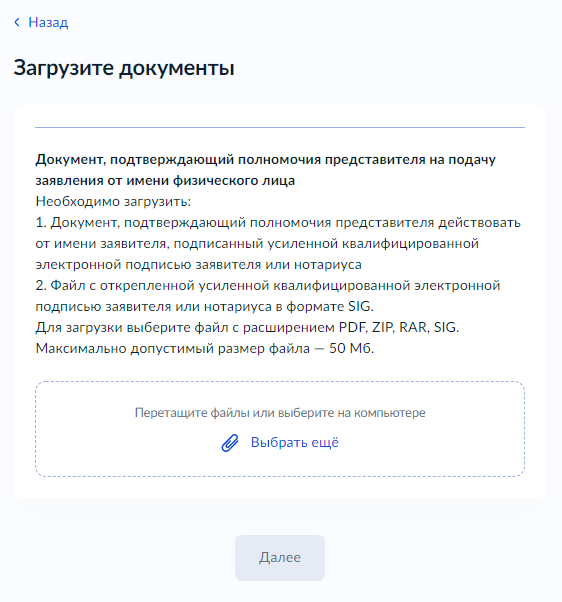 Назад
Загрузите документы
Документ, подтверждающий полномочия представителя на подачу
заявления от имени физического лица
Необходимо загрузить:
1. Документ, подтверждающий полномочия представителя действовать
от имени заявителя, подписанный усиленной квалифицированной
электронной подписью заявителя или нотариуса
2. Файл с открепленной усиленной квалифицированной электронной
подписью заявителя или нотариуса в формате SIG.
Для загрузки выберите файл с расширением PDF, ZIP, RAR, SIG.
Максимально допустимый размер файла — 50 Мб.
Перетащите файлы или выберите на компьютере
Выбрать ещё
Далее